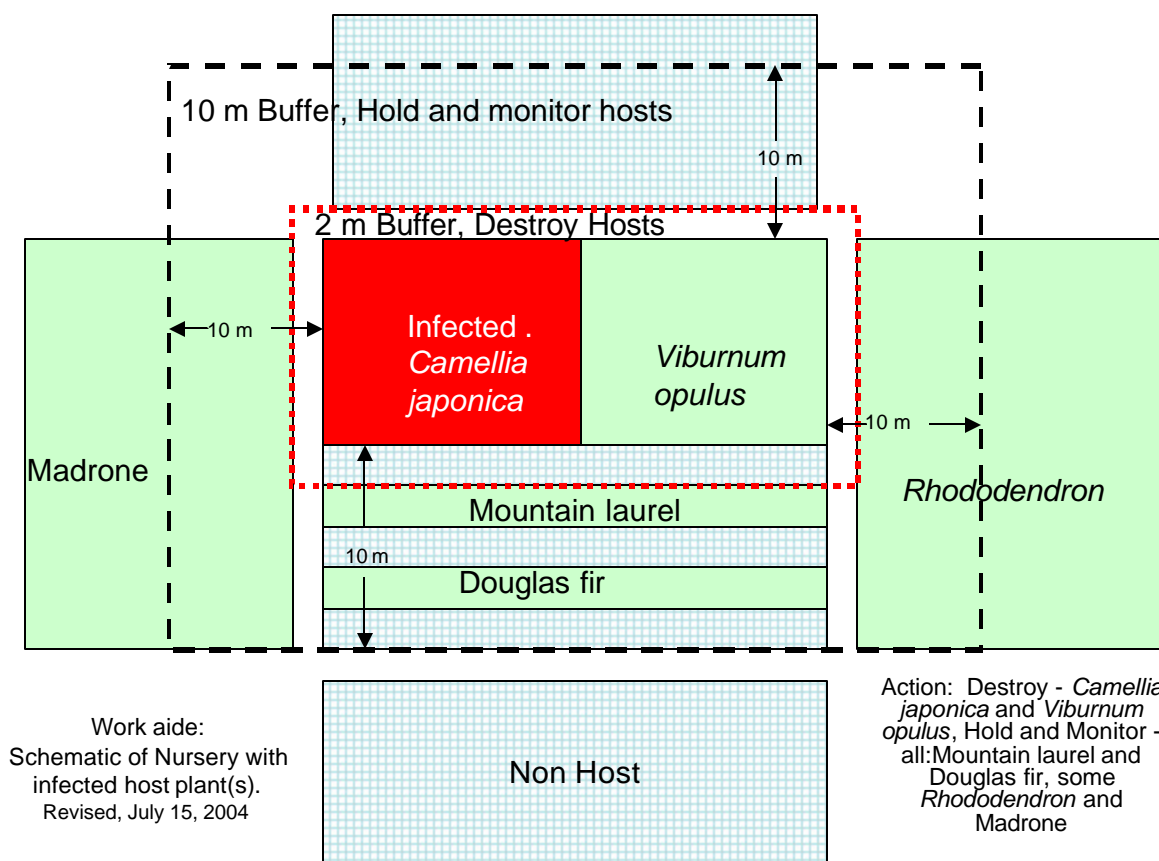 10 m Buffer, Hold and monitor hosts
10 m
2 m Buffer, Destroy Hosts
10 m
Infected .
Camellia
japonica
Viburnum
opulus
10 m
Madrone
Rhododendron
Mountain laurel
10 m
Douglas fir
Work aide:
Schematic of Nursery with
infected host plant(s).
Revised, July 15, 2004
Non Host
Action: Destroy - Camellia
japonica and Viburnum
opulus, Hold and Monitor -
all:Mountain laurel and
Douglas fir, some
Rhododendron and
Madrone